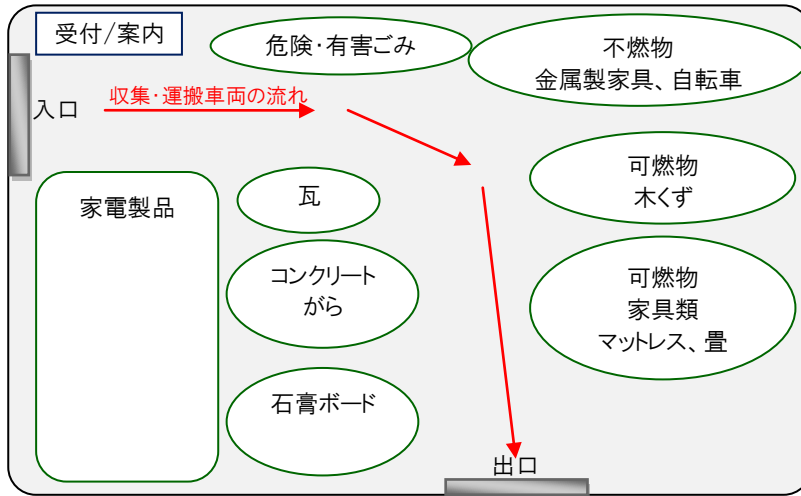 受付/案内
危険・有害ごみ
不燃物
金属製家具、自転車
入口
収集・運搬車両の流れ
可燃物
木くず
家電製品
瓦
コンクリート
がら
可燃物
家具類
マットレス、畳
石膏ボード
出口